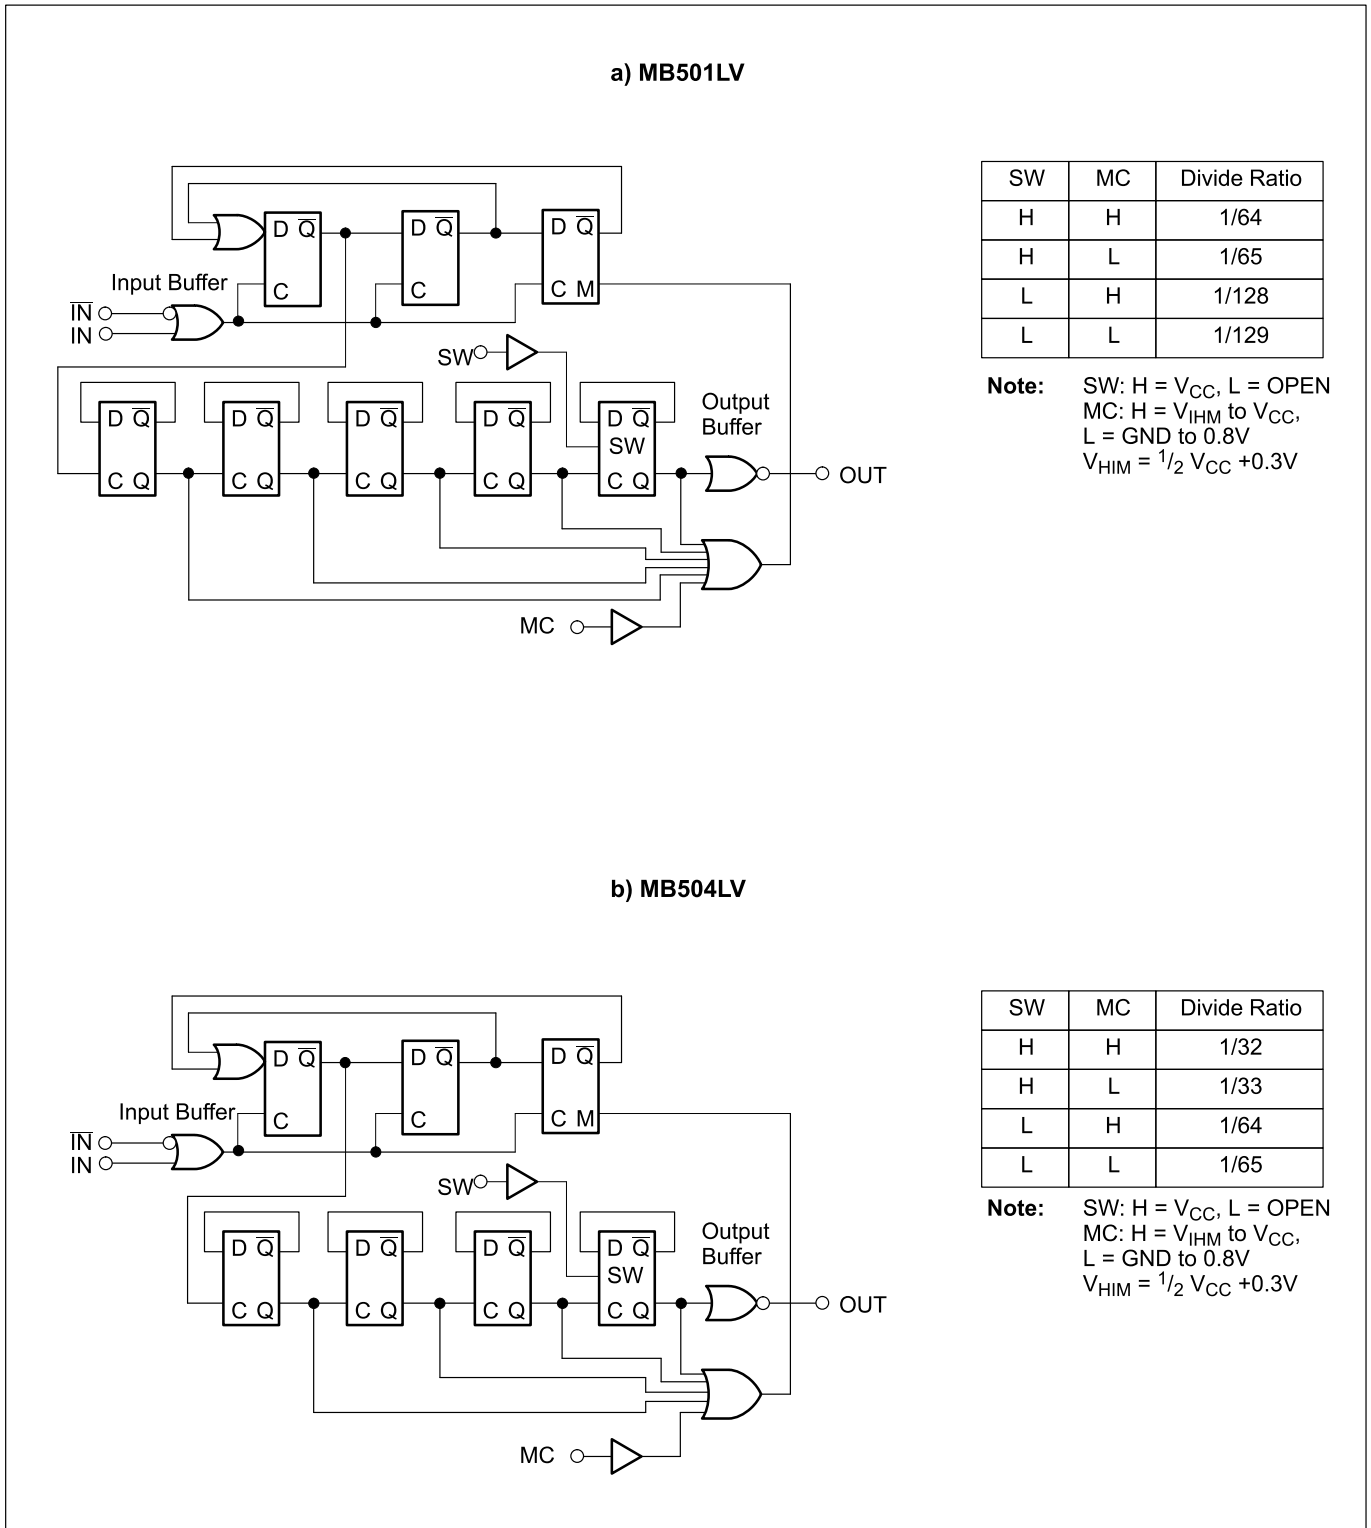 a) MB501LV
SW MC Divide Ratio
H H 1/64
H L 1/65
L H 1/128
L L 1/129
Note: SW: H = VCC, L = OPEN
MC: H = VIHM to VCC,
L = GND to 0.8V
VHIM = 1/2 VCC +0.3V
D Q̅ D Q̅ D Q̅
Input Buffer
C C C M
I̅N̅
IN
SW
D Q̅ D Q̅ D Q̅ D Q̅ D Q̅
SW
C Q C Q C Q C Q C Q
Output
Buffer
OUT
MC
b) MB504LV
SW MC Divide Ratio
H H 1/32
H L 1/33
L H 1/64
L L 1/65
Note: SW: H = VCC, L = OPEN
MC: H = VIHM to VCC,
L = GND to 0.8V
VHIM = 1/2 VCC +0.3V
D Q̅ D Q̅ D Q̅
Input Buffer
C C C M
I̅N̅
IN
SW
D Q̅ D Q̅ D Q̅ D Q̅
SW
C Q C Q C Q C Q
Output
Buffer
OUT
MC